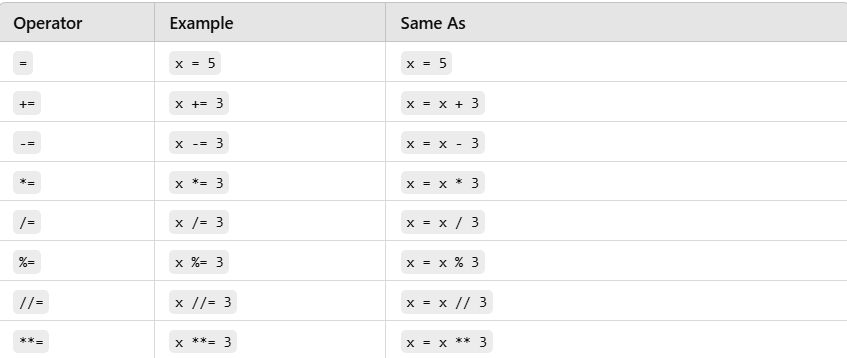 Operator Example Same As
= x = 5 x = 5
+= x += 3 x = x + 3
-= x -= 3 x = x - 3
*= x *= 3 x = x * 3
/= x /= 3 x = x / 3
%= x %= 3 x = x % 3
//= x //= 3 x = x // 3
**= x **= 3 x = x ** 3